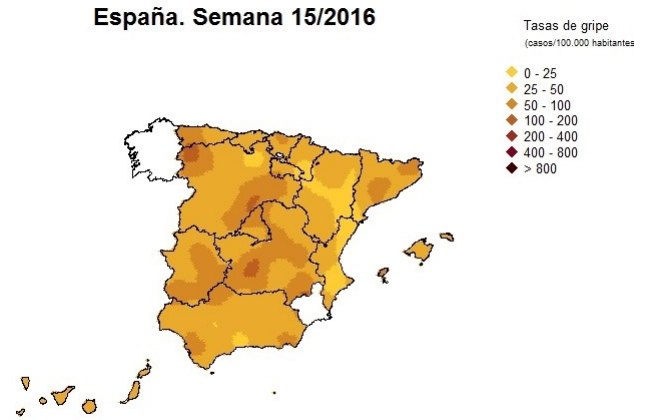 España. Semana 15/2016
Tasas de gripe
(casos/100.000 habitantes
0 - 25
25 - 50
50 - 100
100 - 200
200 - 400
400 - 800
> 800